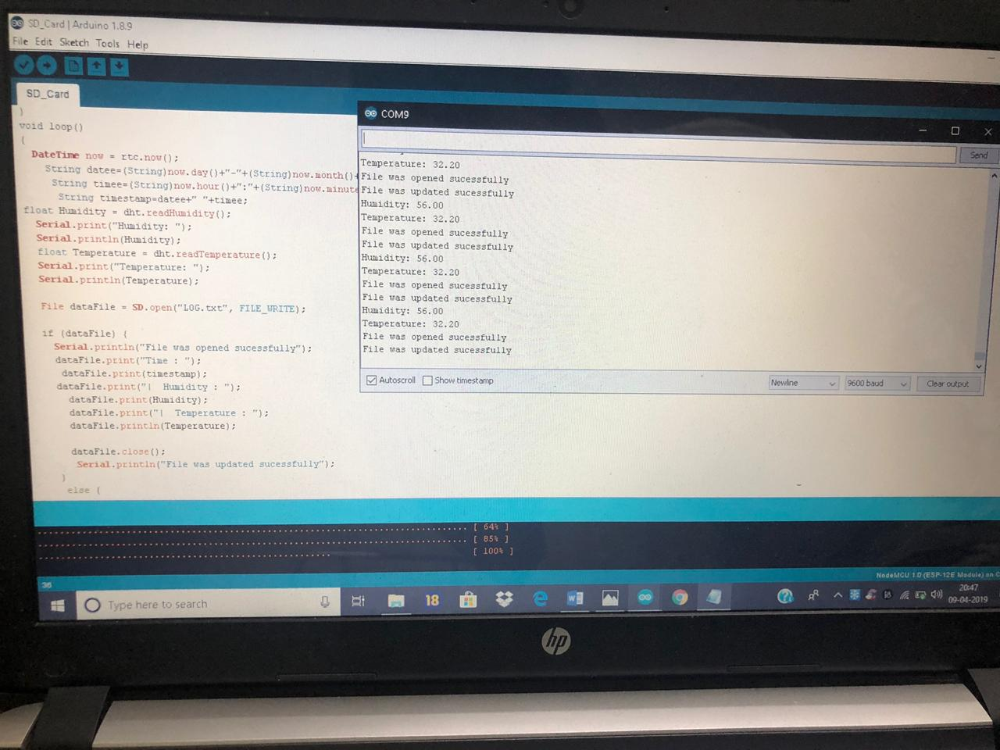 SD_Card | Arduino 1.8.9
File Edit Sketch Tools Help
SD_Card
}
void loop()
{
DateTime now = rtc.now();
String datee=(String)now.day()+"-"+(String)now.month()+
String timee=(String)now.hour()+":"+(String)now.minute
String timestamp=datee+" "+timee;
float Humidity = dht.readHumidity();
Serial.print("Humidity: ");
Serial.println(Humidity);
float Temperature = dht.readTemperature();
Serial.print("Temperature: ");
Serial.println(Temperature);
File dataFile = SD.open("LOG.txt", FILE_WRITE);
if (dataFile) {
Serial.println("File was opened sucessfully");
dataFile.print("Time : ");
dataFile.print(timestamp);
dataFile.print("|  Humidity : ");
dataFile.print(Humidity);
dataFile.print("|  Temperature : ");
dataFile.println(Temperature);
dataFile.close();
Serial.println("File was updated sucessfully");
}
else {
COM9
Send
Temperature: 32.20
File was opened sucessfully
File was updated sucessfully
Humidity: 56.00
Temperature: 32.20
File was opened sucessfully
File was updated sucessfully
Humidity: 56.00
Temperature: 32.20
File was opened sucessfully
File was updated sucessfully
Humidity: 56.00
Temperature: 32.20
File was opened sucessfully
File was updated sucessfully
Autoscroll Show timestamp Newline 9600 baud Clear output
[ 64% ]
[ 85% ]
[ 100% ]
36 NodeMCU 1.0 (ESP-12E Module) on C
Type here to search 18 20:47
09-04-2019
hp